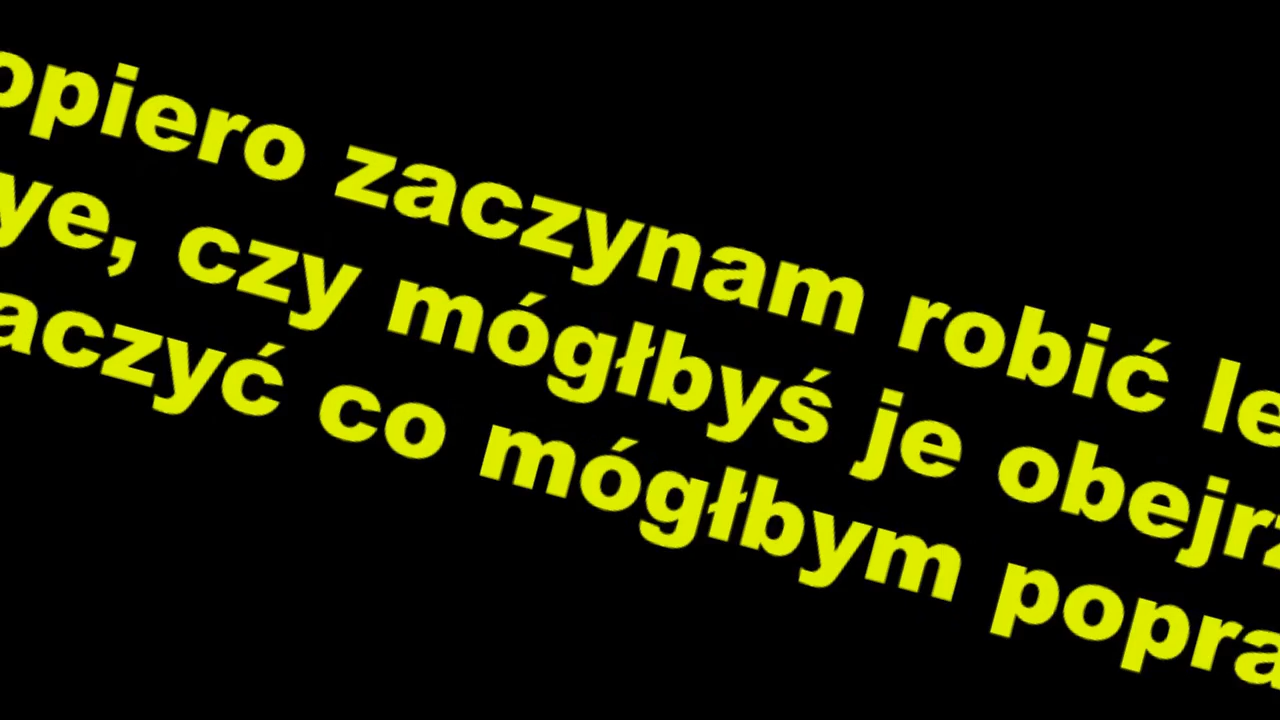 opiero zaczynam robić le
ye, czy mógłbyś je obejrz
aczyć co mógłbym popra